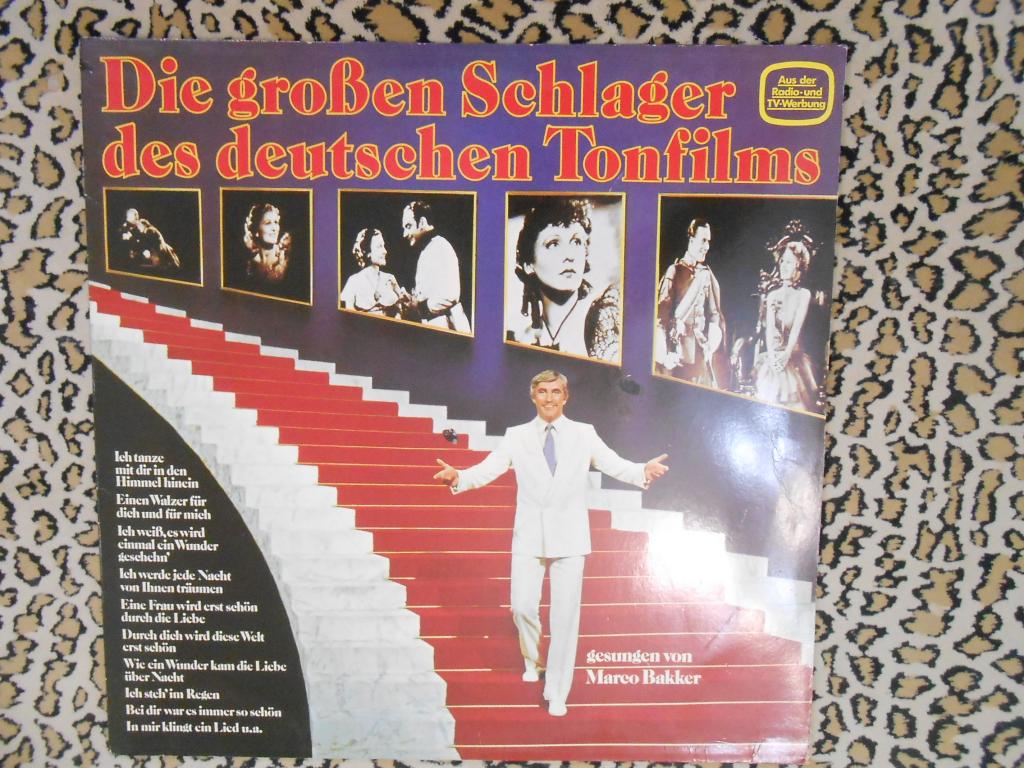 Die großen Schlager
des deutschen Tonfilms
Aus der
Radio-und
TV-Werbung
Ich tanze
mit dir in den
Himmel hinein
Einen Walzer für
dich und für mich
Ich weiß, es wird
einmal ein Wunder
geschehn'
Ich werde jede Nacht
von Ihnen träumen
Eine Frau wird erst schön
durch die Liebe
Durch dich wird diese Welt
erst schön
Wie ein Wunder kam die Liebe
über Nacht
Ich steh' im Regen
Bei dir war es immer so schön
In mir klingt ein Lied u.a.
gesungen von
Marco Bakker